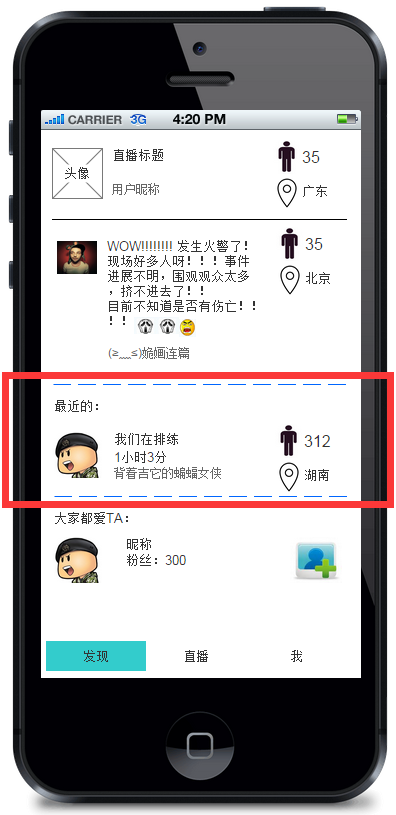 CARRIER 3G 4:20 PM
头像
直播标题
35
用户昵称
广东
WOW!!!!!!!! 发生火警了!
现场好多人呀!!! 事件
进展不明，围观观众太多
，挤不进去了!!
目前不知道是否有伤亡!!
!!
35
北京
(≥﹏≤)婠画连篇
最近的：
我们在排练
312
1小时3分
背着吉它的蝙蝠女侠
湖南
大家都爱TA：
昵称
粉丝：300
发现
直播
我